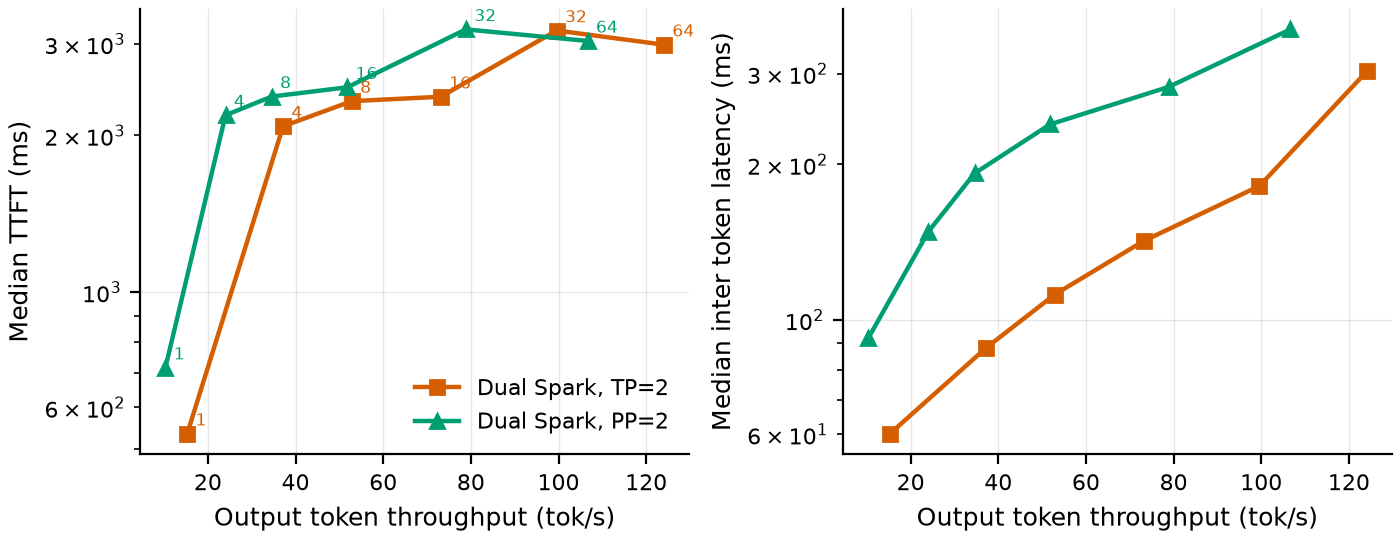 Median TTFT (ms)
3 × 10³
2 × 10³
10³
6 × 10²
1
4
8
16
32
64
1
4
8
16
32
64
Dual Spark, TP=2
Dual Spark, PP=2
20 40 60 80 100 120
Output token throughput (tok/s)
Median inter token latency (ms)
3 × 10²
2 × 10²
10²
6 × 10¹
20 40 60 80 100 120
Output token throughput (tok/s)